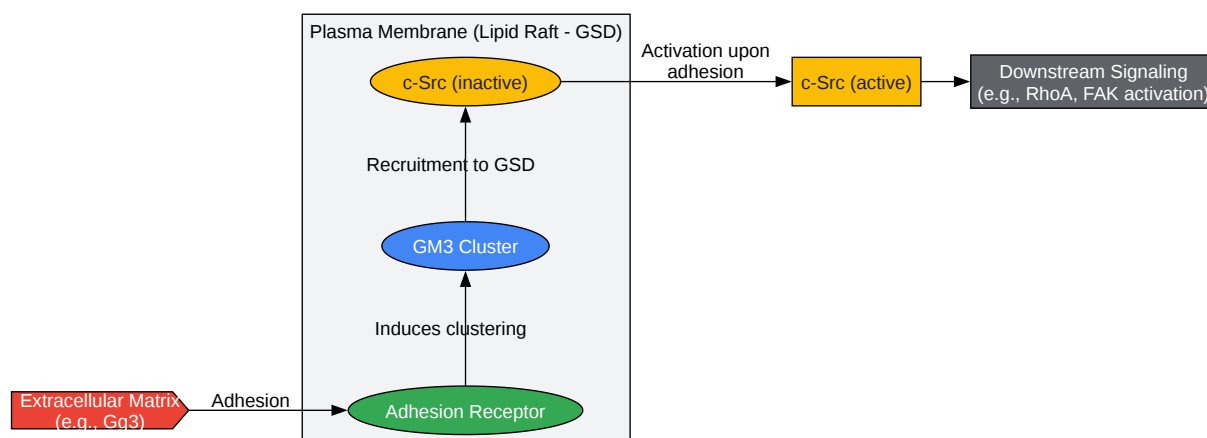 Plasma Membrane (Lipid Raft - GSD)
c-Src (inactive)
Activation upon
adhesion
c-Src (active)
Downstream Signaling
(e.g., RhoA, FAK activation)
Recruitment to GSD
GM3 Cluster
Induces clustering
Extracellular Matrix
(e.g., Gg3)
Adhesion
Adhesion Receptor